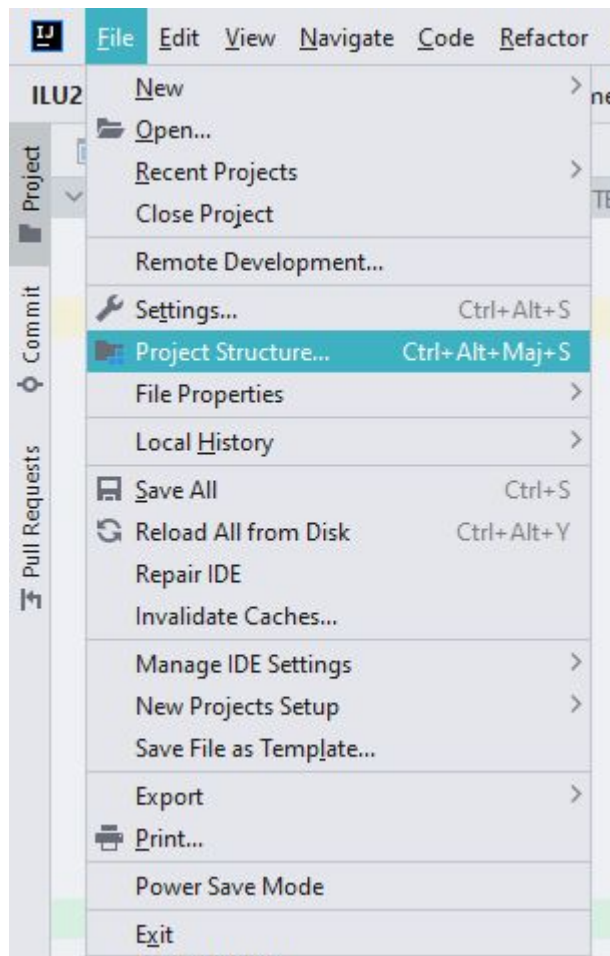 IJ File Edit View Navigate Code Refactor
ILU2
New
Open...
Recent Projects
Close Project
Remote Development...
Settings... Ctrl+Alt+S
Project Structure... Ctrl+Alt+Maj+S
File Properties
Local History
Save All Ctrl+S
Reload All from Disk Ctrl+Alt+Y
Repair IDE
Invalidate Caches...
Manage IDE Settings
New Projects Setup
Save File as Template...
Export
Print...
Power Save Mode
Exit
Project
Commit
Pull Requests